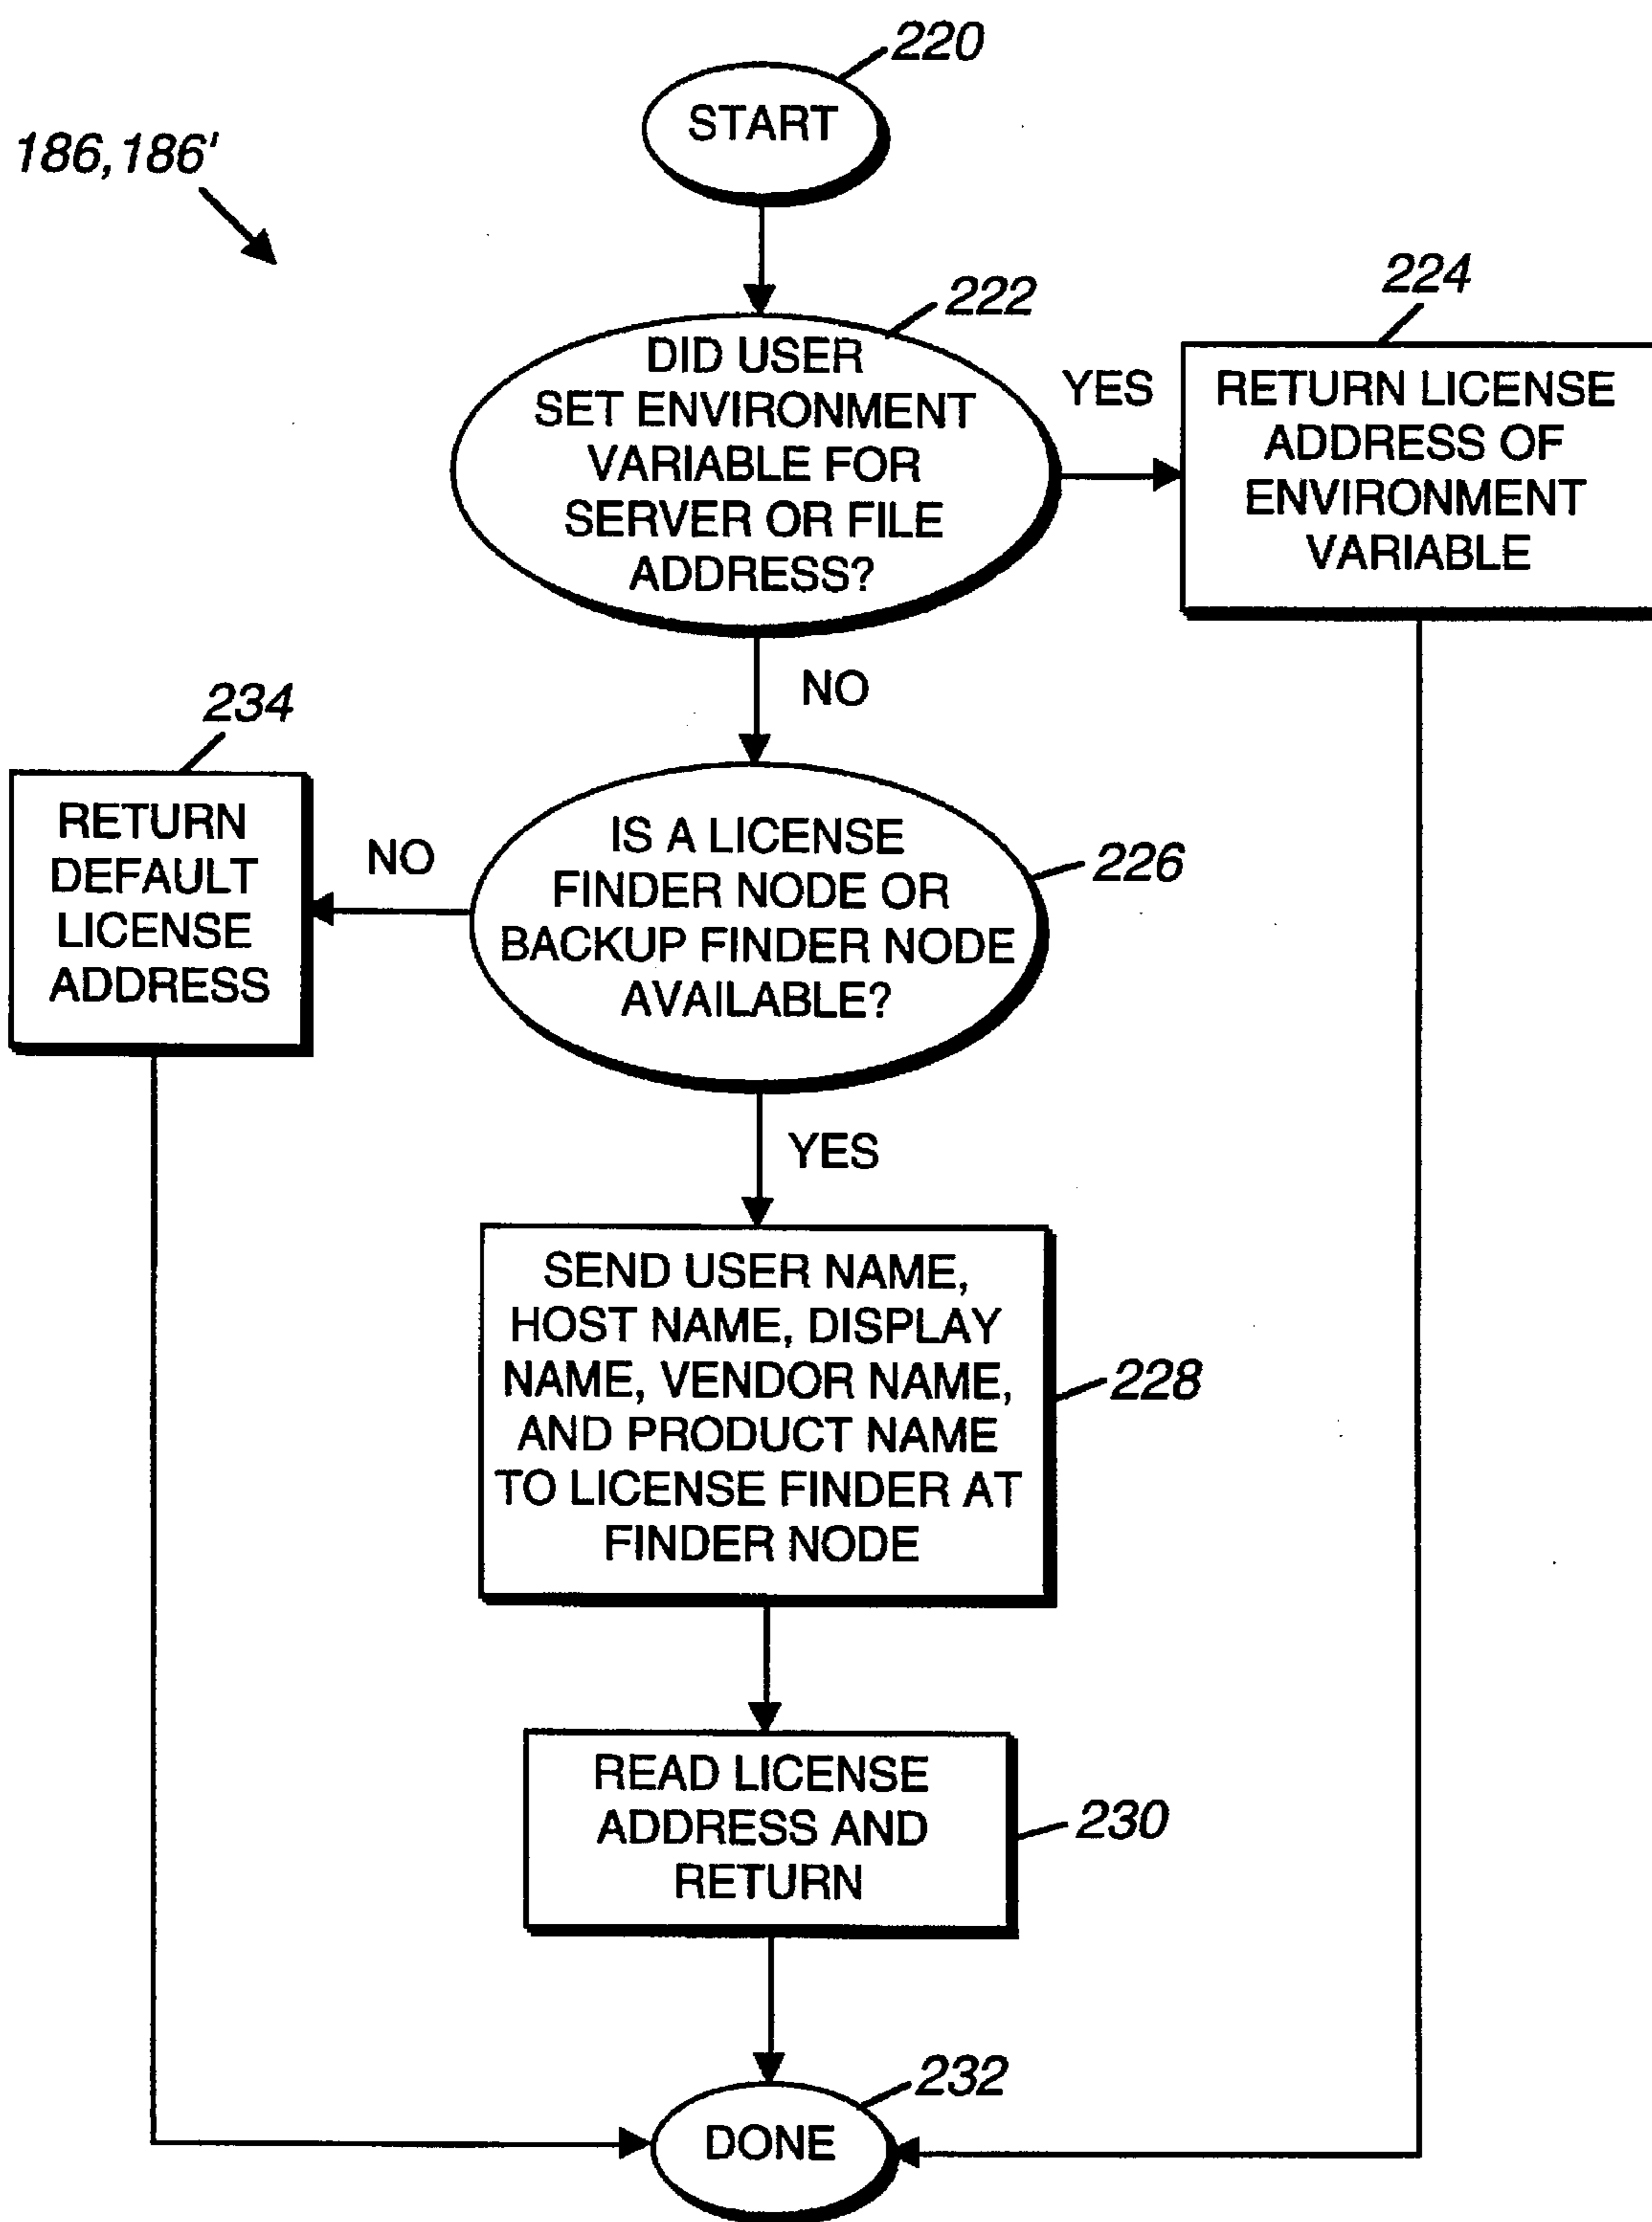 220
START
186, 186'
222
DID USER
SET ENVIRONMENT
VARIABLE FOR
SERVER OR FILE
ADDRESS?
YES
224
RETURN LICENSE
ADDRESS OF
ENVIRONMENT
VARIABLE
NO
234
RETURN
DEFAULT
LICENSE
ADDRESS
NO
IS A LICENSE
FINDER NODE OR
BACKUP FINDER NODE
AVAILABLE?
226
YES
SEND USER NAME,
HOST NAME, DISPLAY
NAME, VENDOR NAME,
AND PRODUCT NAME
TO LICENSE FINDER AT
FINDER NODE
228
READ LICENSE
ADDRESS AND
RETURN
230
232
DONE